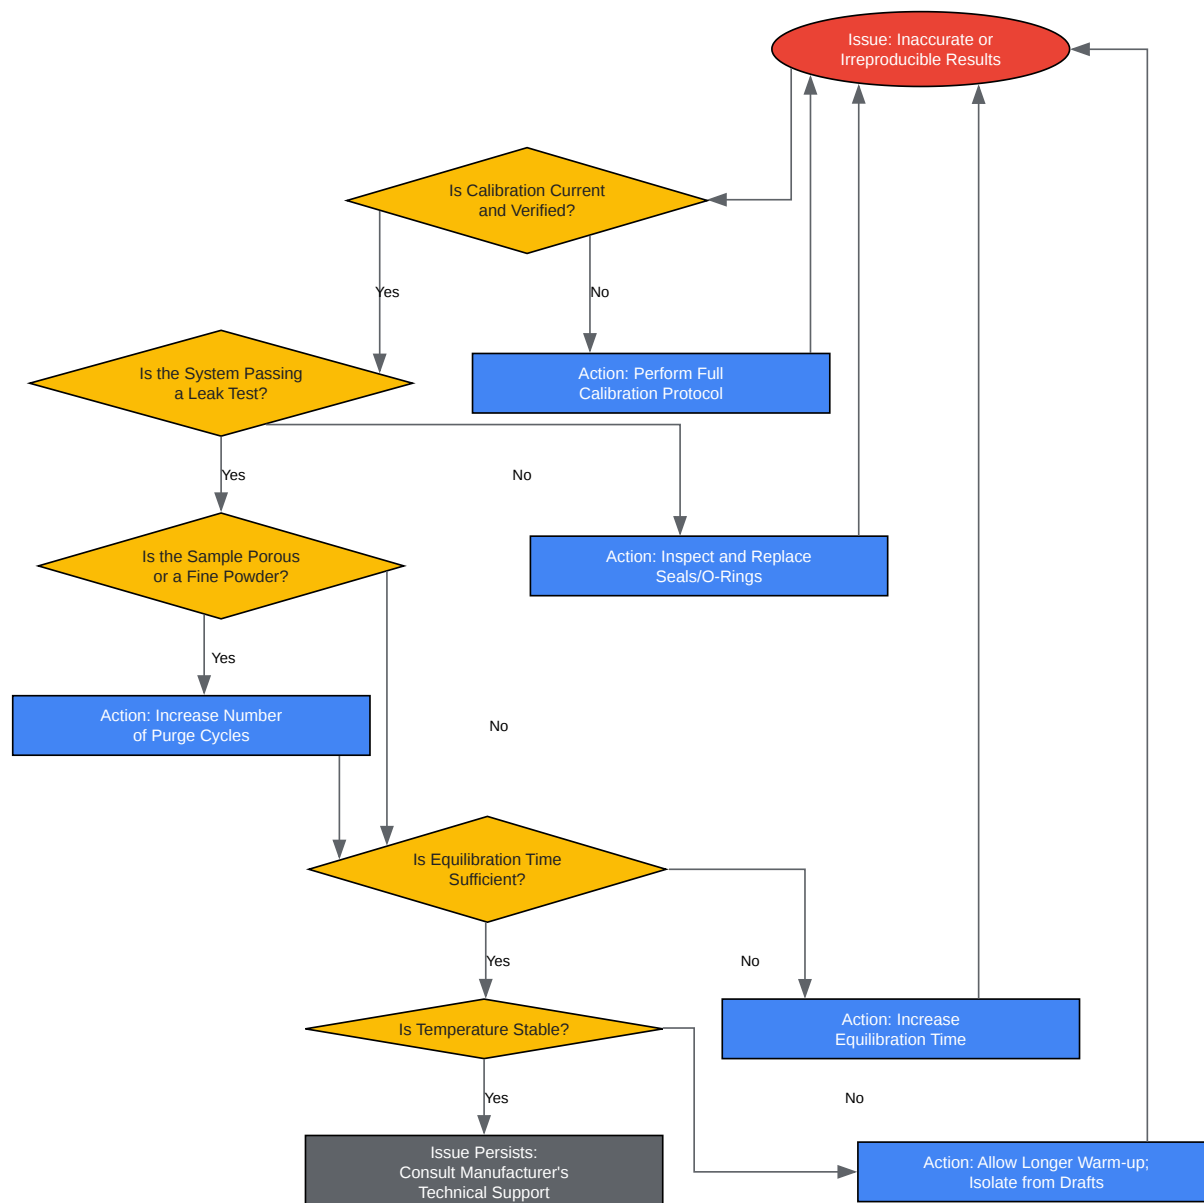 Issue: Inaccurate or
Irreproducible Results
Is Calibration Current
and Verified?
Yes
No
Is the System Passing
a Leak Test?
Action: Perform Full
Calibration Protocol
Yes
No
Is the Sample Porous
or a Fine Powder?
Action: Inspect and Replace
Seals/O-Rings
Yes
Action: Increase Number
of Purge Cycles
No
Is Equilibration Time
Sufficient?
Yes
No
Is Temperature Stable?
Action: Increase
Equilibration Time
Yes
No
Issue Persists:
Consult Manufacturer's
Technical Support
Action: Allow Longer Warm-up;
Isolate from Drafts